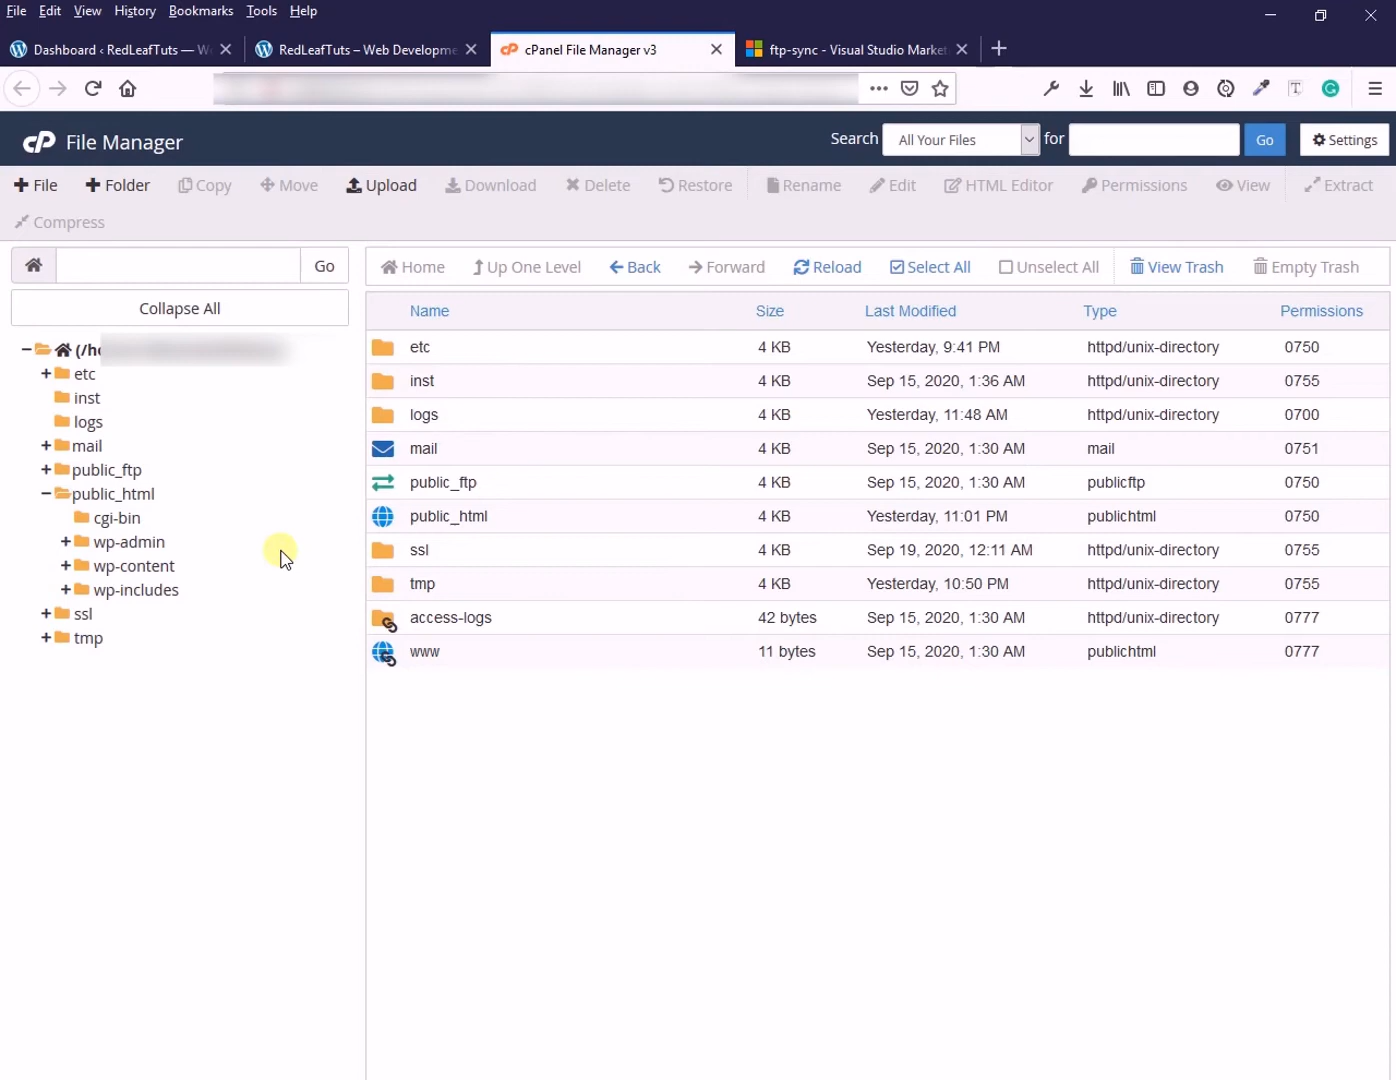 File Edit View History Bookmarks Tools Help
Dashboard ‹ RedLeafTuts — W RedLeafTuts – Web Developme cPanel File Manager v3 ftp-sync - Visual Studio Market
cP File Manager Search All Your Files for Go Settings
File Folder Copy Move Upload Download Delete Restore Rename Edit HTML Editor Permissions View Extract
Compress
Go Home Up One Level Back Forward Reload Select All Unselect All View Trash Empty Trash
Collapse All
(/ho
etc
inst
logs
mail
public_ftp
public_html
cgi-bin
wp-admin
wp-content
wp-includes
ssl
tmp
Name Size Last Modified Type Permissions
etc 4 KB Yesterday, 9:41 PM httpd/unix-directory 0750
inst 4 KB Sep 15, 2020, 1:36 AM httpd/unix-directory 0755
logs 4 KB Yesterday, 11:48 AM httpd/unix-directory 0700
mail 4 KB Sep 15, 2020, 1:30 AM mail 0751
public_ftp 4 KB Sep 15, 2020, 1:30 AM publicftp 0750
public_html 4 KB Yesterday, 11:01 PM publichtml 0750
ssl 4 KB Sep 19, 2020, 12:11 AM httpd/unix-directory 0755
tmp 4 KB Yesterday, 10:50 PM httpd/unix-directory 0755
access-logs 42 bytes Sep 15, 2020, 1:30 AM httpd/unix-directory 0777
www 11 bytes Sep 15, 2020, 1:30 AM publichtml 0777